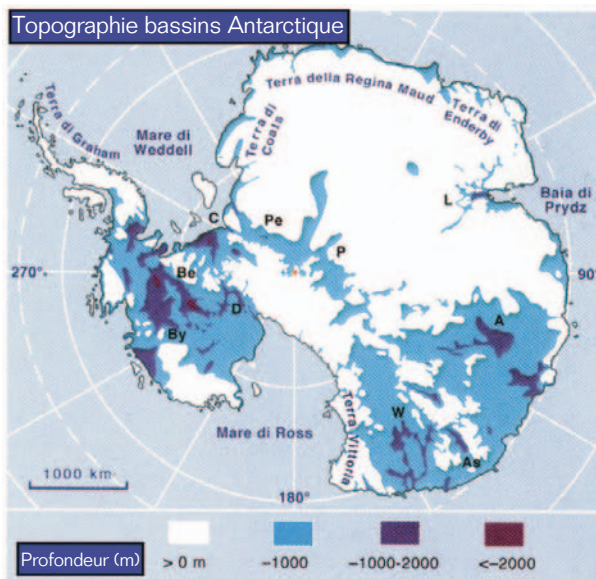 Topographie bassins Antarctique
Terra della Regina Maud
Terra di
Enderby
Terra di
Coats
Terra di Graham
Mare di
Weddell
L
Baia di
Prydz
C
Pe
P
270°
Be
90°
D
A
By
Terra Vittoria
W
Mare di Ross
As
1000 km
180°
Profondeur (m)
> 0 m
-1000
-1000-2000
<-2000